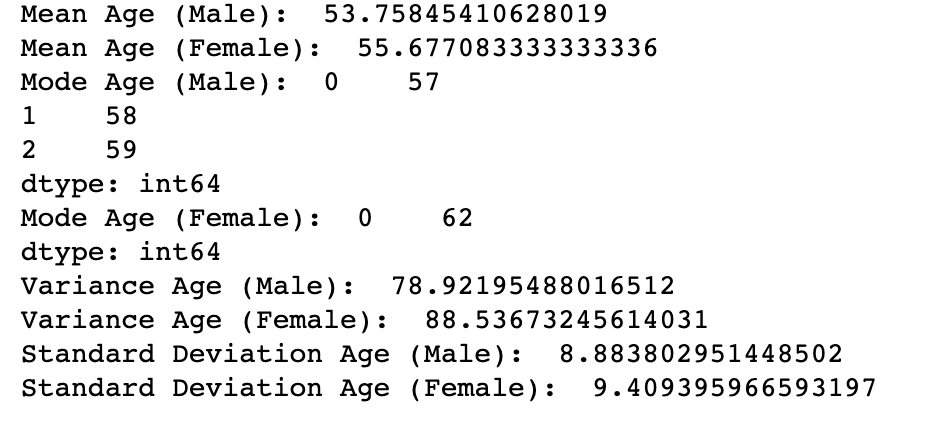 Mean Age (Male):  53.75845410628019
Mean Age (Female):  55.677083333333336
Mode Age (Male):  0    57
1    58
2    59
dtype: int64
Mode Age (Female):  0    62
dtype: int64
Variance Age (Male):  78.92195488016512
Variance Age (Female):  88.53673245614031
Standard Deviation Age (Male):  8.883802951448502
Standard Deviation Age (Female):  9.409395966593197